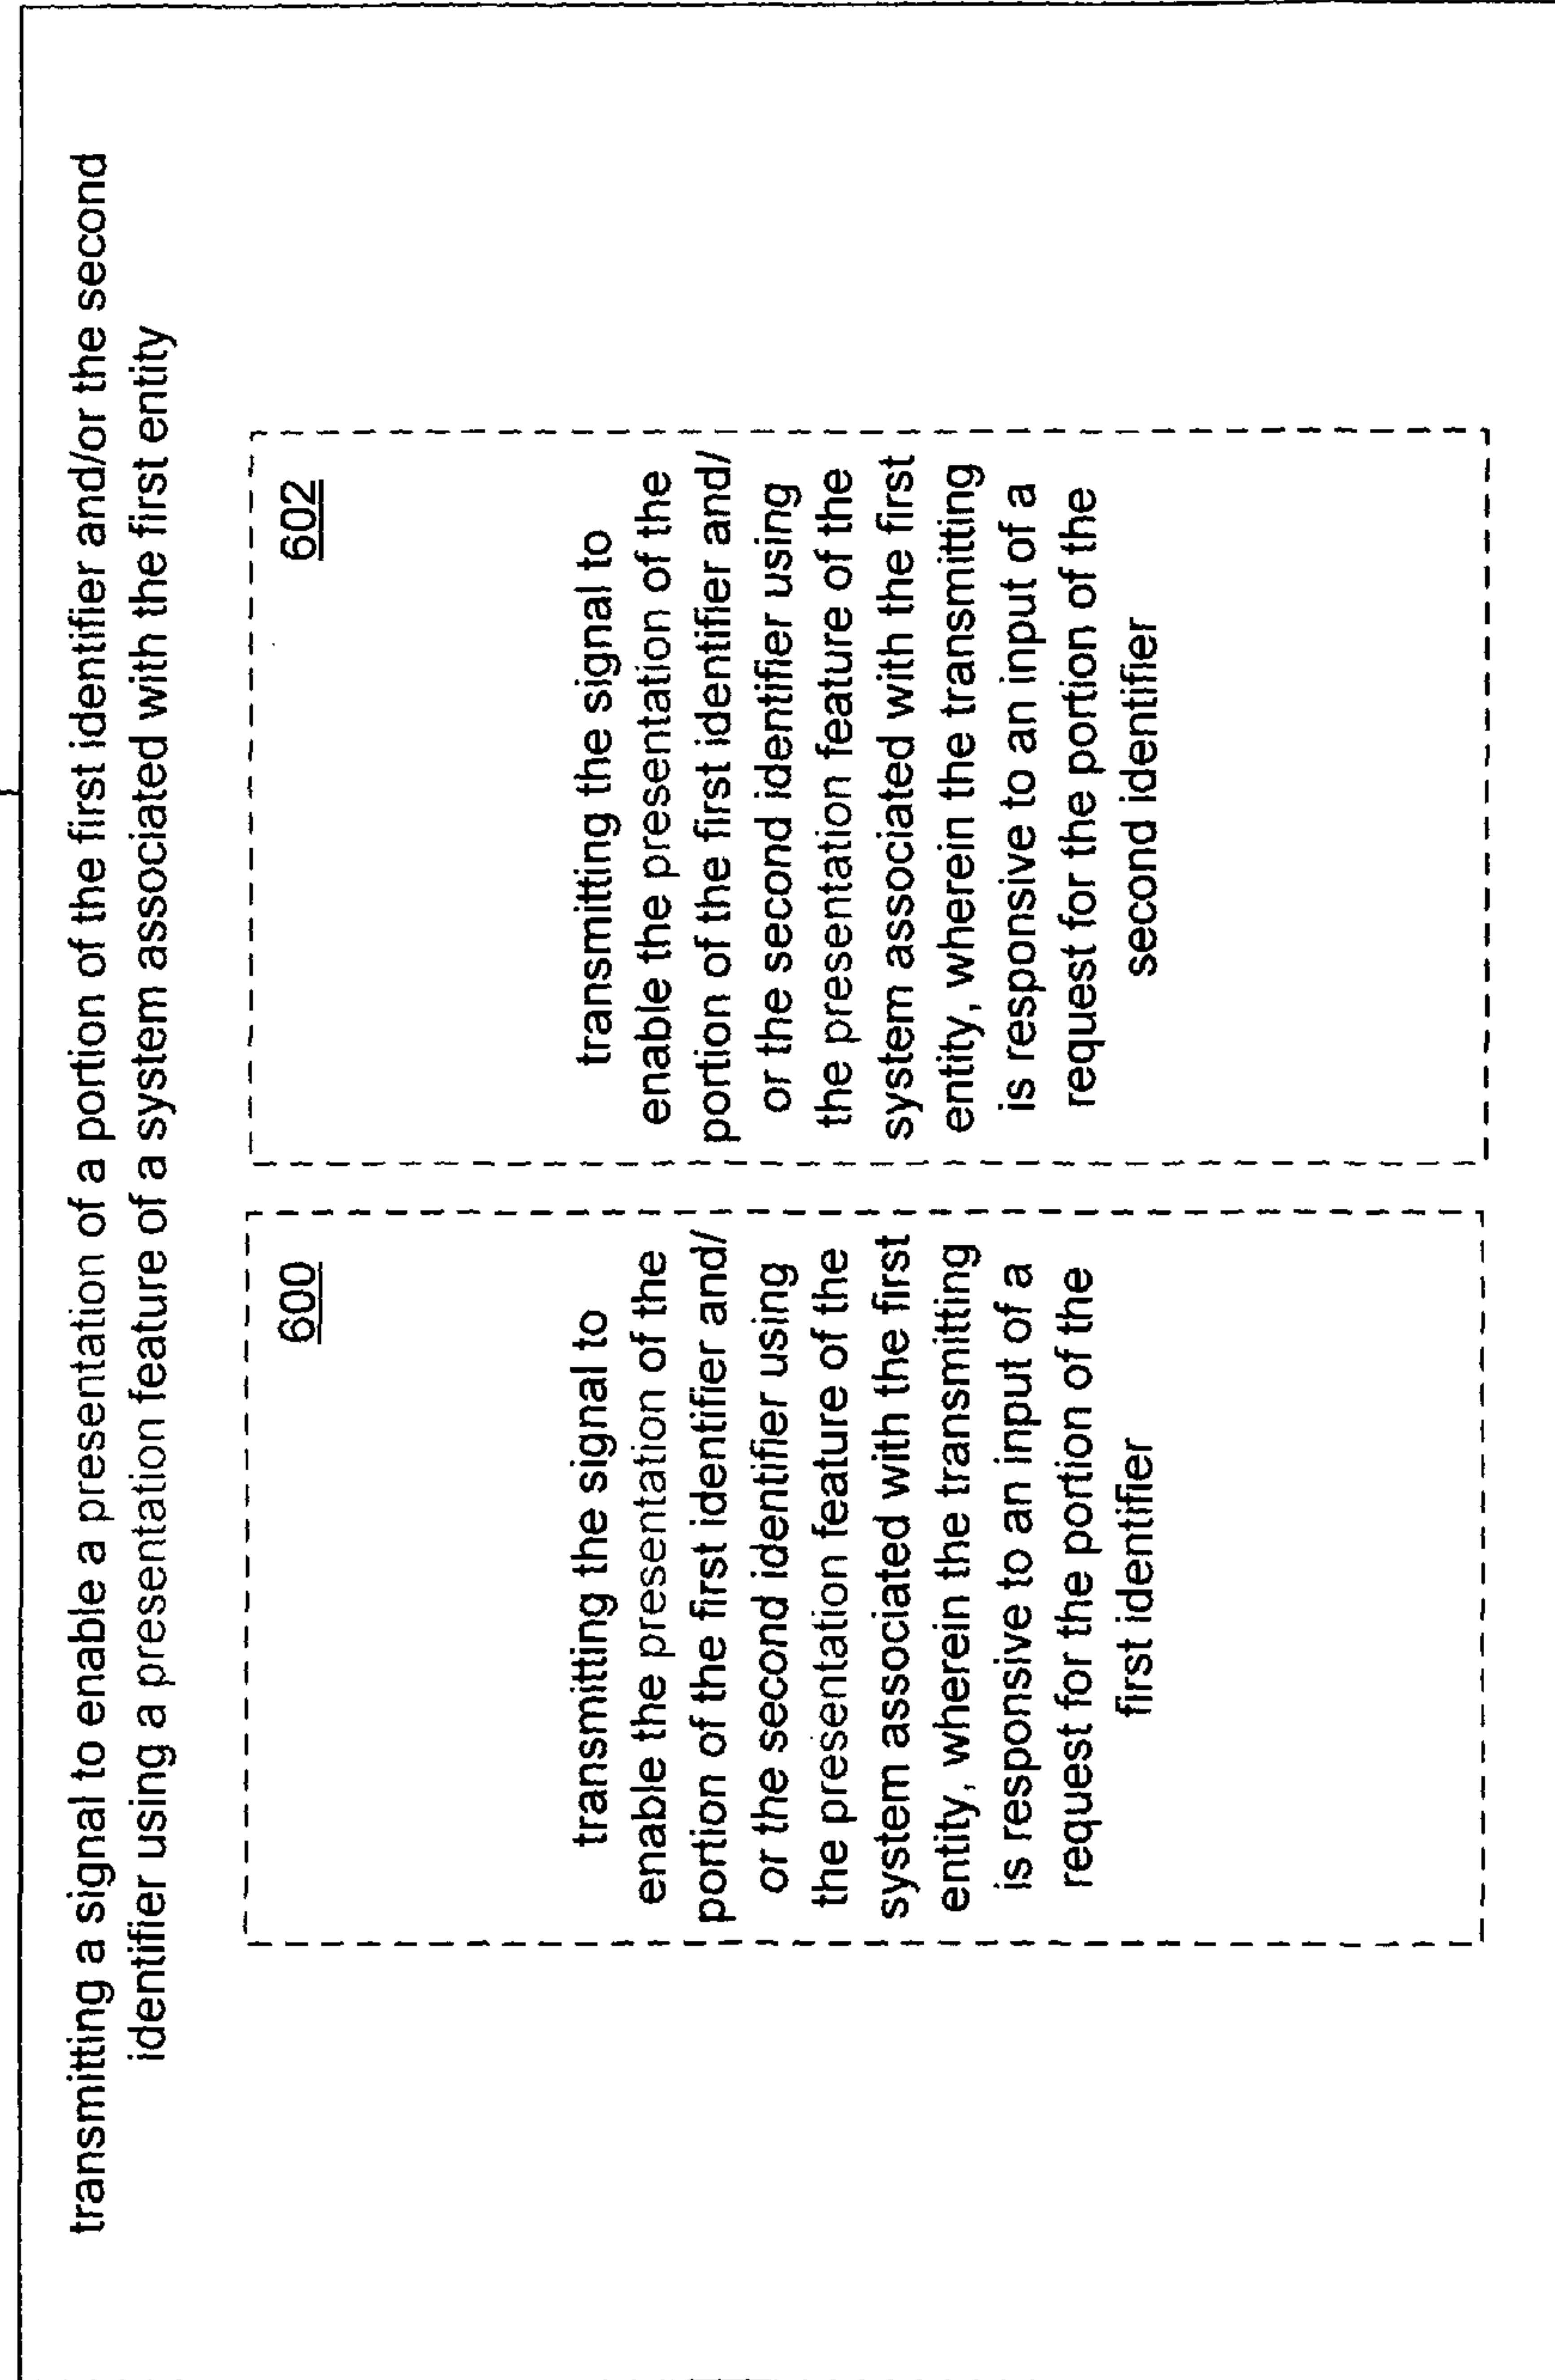 transmitting a signal to enable a presentation of a portion of the first identifier and/or the second
identifier using a presentation feature of a system associated with the first entity
600
transmitting the signal to
enable the presentation of the
portion of the first identifier and/
or the second identifier using
the presentation feature of the
system associated with the first
entity, wherein the transmitting
is responsive to an input of a
request for the portion of the
first identifier
602
transmitting the signal to
enable the presentation of the
portion of the first identifier and/
or the second identifier using
the presentation feature of the
system associated with the first
entity, wherein the transmitting
is responsive to an input of a
request for the portion of the
second identifier